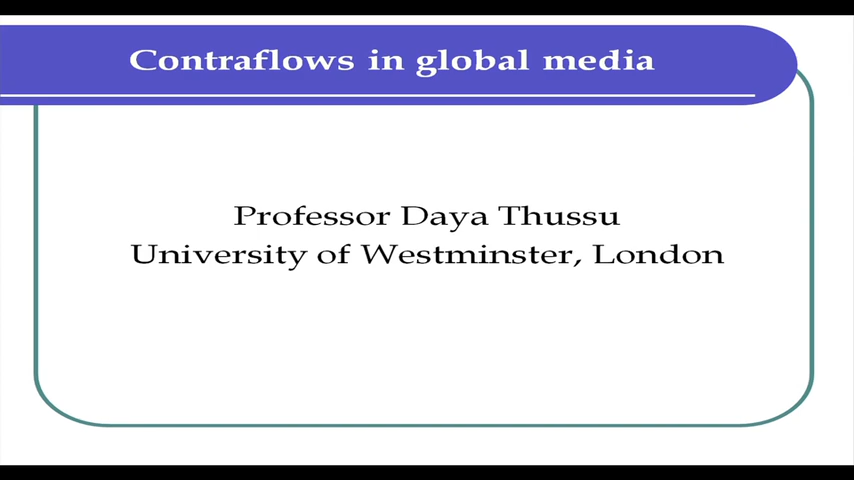 Contraflows in global media
Professor Daya Thussu
University of Westminster, London